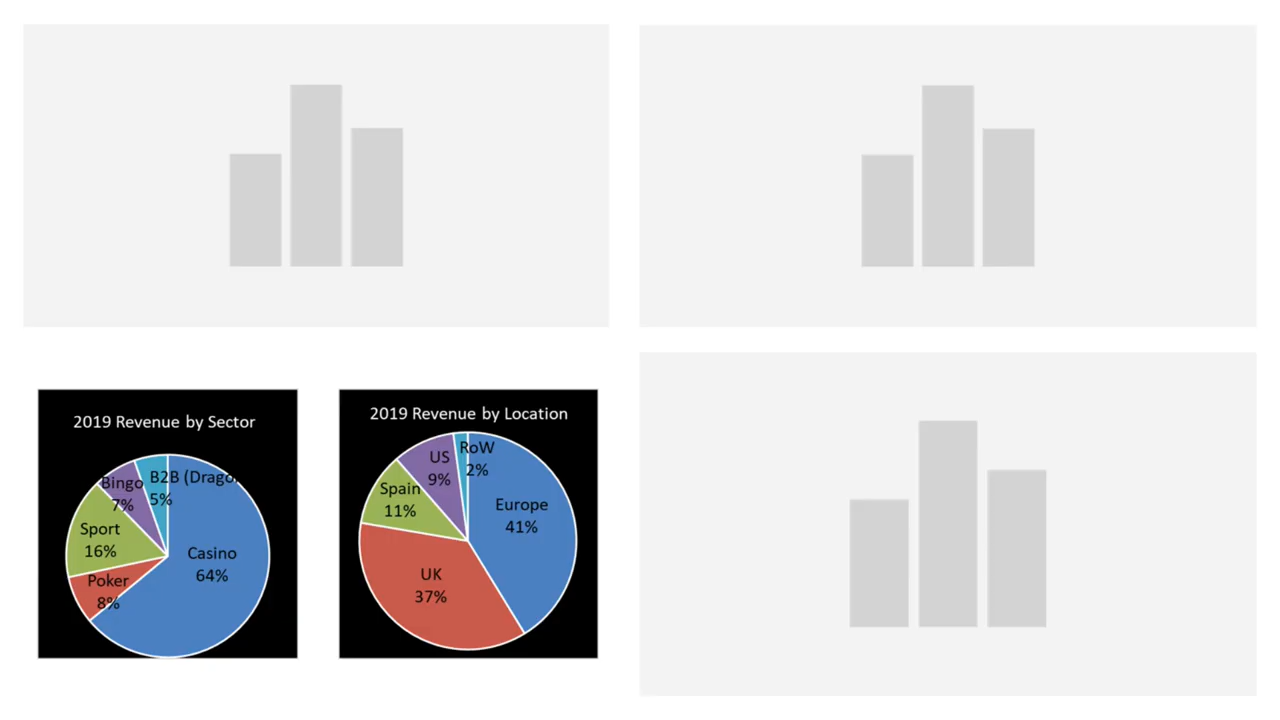 2019 Revenue by Sector
B2B (Drago
5%
Bingo
7%
Sport
16%
Casino
64%
Poker
8%
2019 Revenue by Location
RoW
2%
US
9%
Spain
11%
Europe
41%
UK
37%